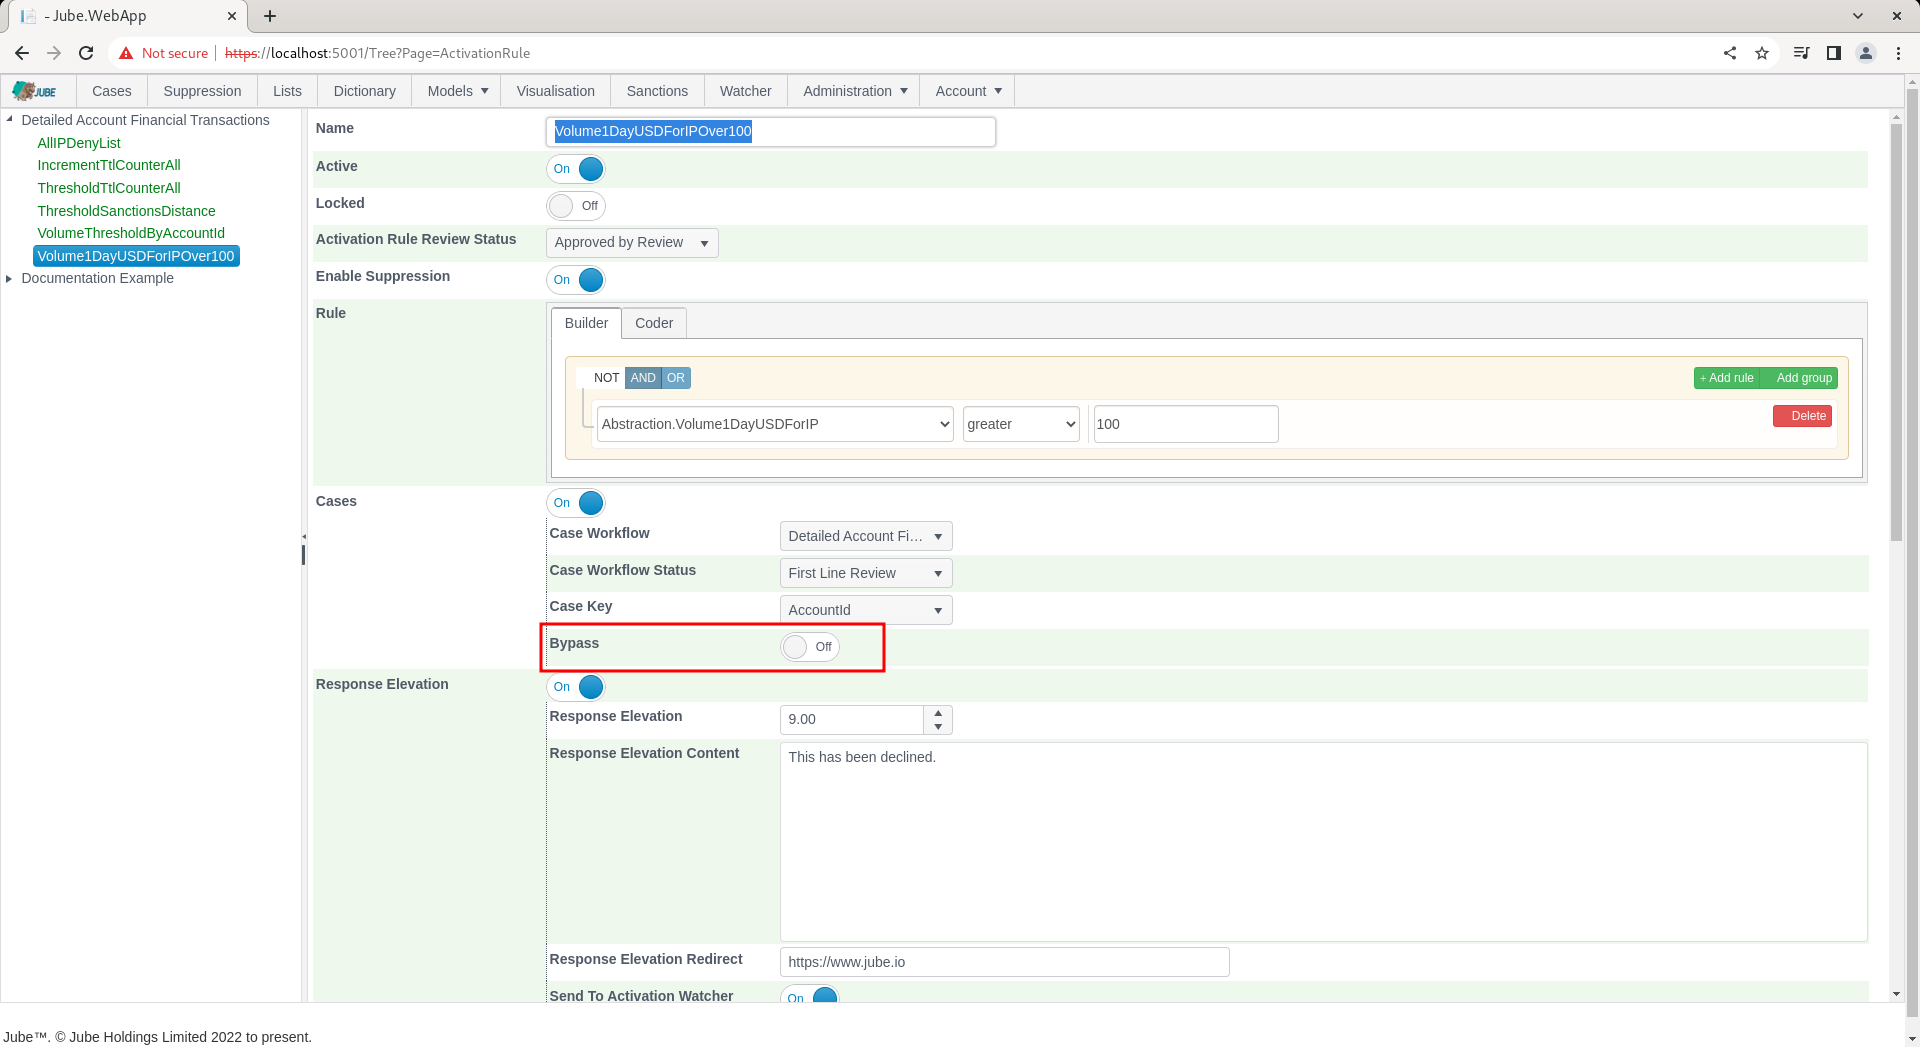 - Jube.WebApp
Not secure https://localhost:5001/Tree?Page=ActivationRule
JUBE Cases Suppression Lists Dictionary Models Visualisation Sanctions Watcher Administration Account
Detailed Account Financial Transactions
AllIPDenyList
IncrementTtlCounterAll
ThresholdTtlCounterAll
ThresholdSanctionsDistance
VolumeThresholdByAccountId
Volume1DayUSDForIPOver100
Documentation Example
Name Volume1DayUSDForIPOver100
Active On
Locked Off
Activation Rule Review Status Approved by Review
Enable Suppression On
Rule Builder Coder
NOT AND OR + Add rule Add group
Abstraction.Volume1DayUSDForIP greater 100 Delete
Cases On
Case Workflow Detailed Account Fi...
Case Workflow Status First Line Review
Case Key AccountId
Bypass Off
Response Elevation On
Response Elevation 9.00
Response Elevation Content This has been declined.
Response Elevation Redirect https://www.jube.io
Send To Activation Watcher On
Jube™. © Jube Holdings Limited 2022 to present.